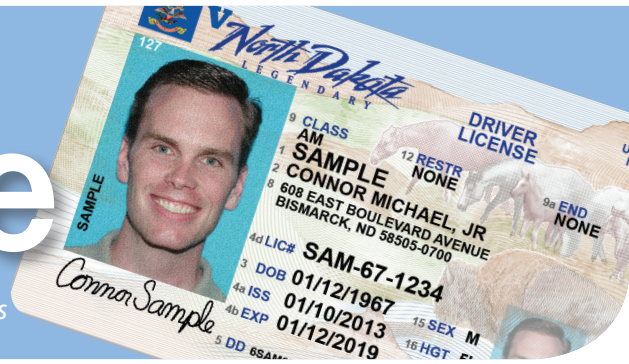 North Dakota
LEGENDARY
127
SAMPLE
DRIVER
LICENSE
9 CLASS
AM
12 RESTR
NONE
9a END
NONE
1 SAMPLE
2 CONNOR MICHAEL, JR
8 608 EAST BOULEVARD AVENUE
BISMARCK, ND 58505-0700
4d LIC# SAM-67-1234
3 DOB 01/12/1967
4a ISS 01/10/2013
4b EXP 01/12/2019
15 SEX M
16 HGT
5 DD
Connor Sample
e
s